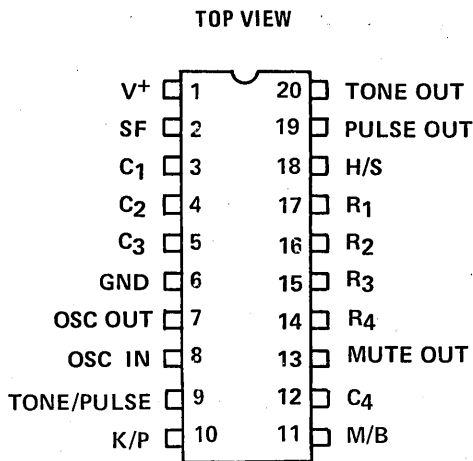 TOP VIEW
V+ 1 20 TONE OUT
SF 2 19 PULSE OUT
C1 3 18 H/S
C2 4 17 R1
C3 5 16 R2
GND 6 15 R3
OSC OUT 7 14 R4
OSC IN 8 13 MUTE OUT
TONE/PULSE 9 12 C4
K/P 10 11 M/B